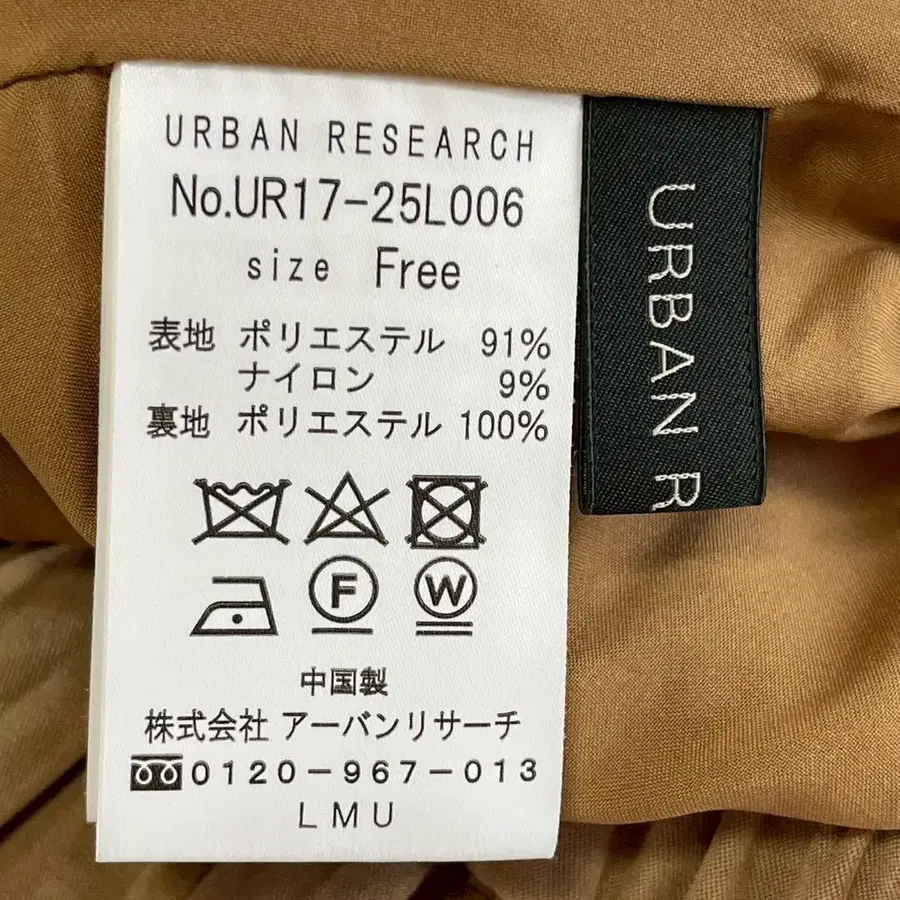 URBAN RESEARCH
No.UR17-25L006
size Free
表地 ポリエステル 91%
ナイロン 9%
裏地 ポリエステル 100%
F W
中国製
株式会社 アーバンリサーチ
0120-967-013
LMU
URBAN R